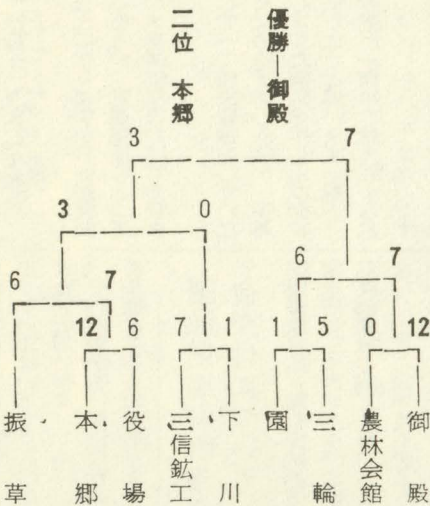 優勝―御殿
二位　本郷
3 7
3 0
6 7
6 7
12 6 7 1 1 5 0 12
御殿
農林会館
三輪
園
下川
三信鉱工
役場
本郷
振草